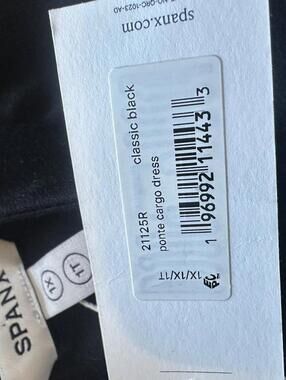 spanx.com
classic black
21125R
ponte cargo dress
1 96992 11443 3
1X/1X/1T
SPANX
1X
1T